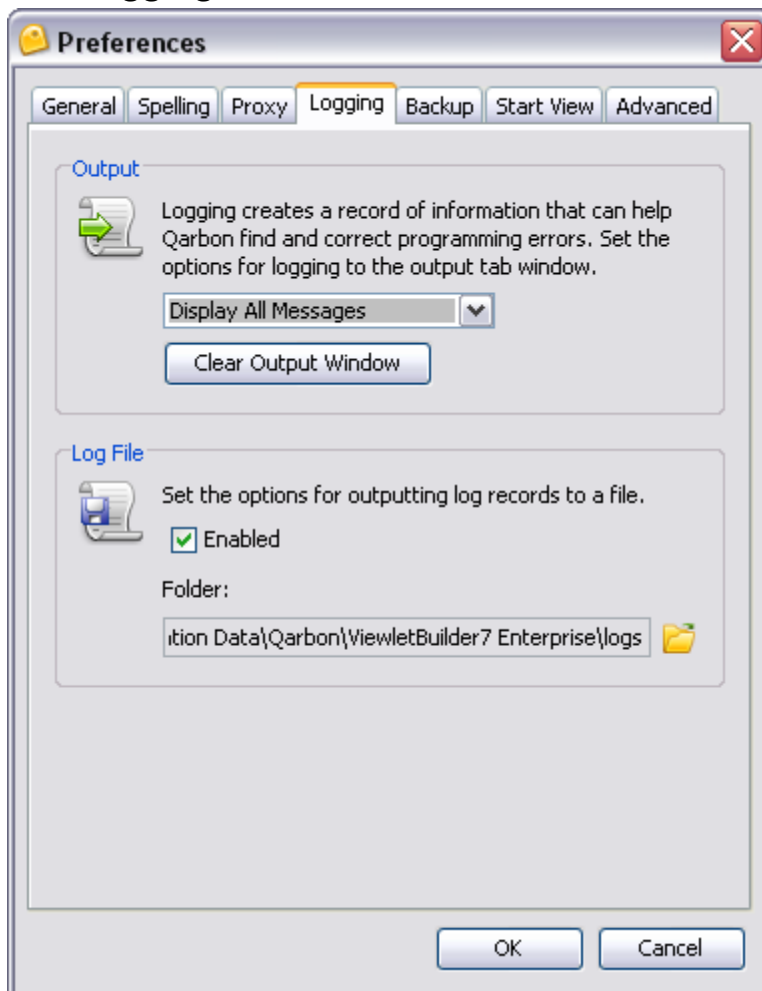 Preferences
General Spelling Proxy Logging Backup Start View Advanced
Output
Logging creates a record of information that can help
Qarbon find and correct programming errors. Set the
options for logging to the output tab window.
Display All Messages
Clear Output Window
Log File
Set the options for outputting log records to a file.
Enabled
Folder:
ition Data\Qarbon\ViewletBuilder7 Enterprise\logs
OK Cancel